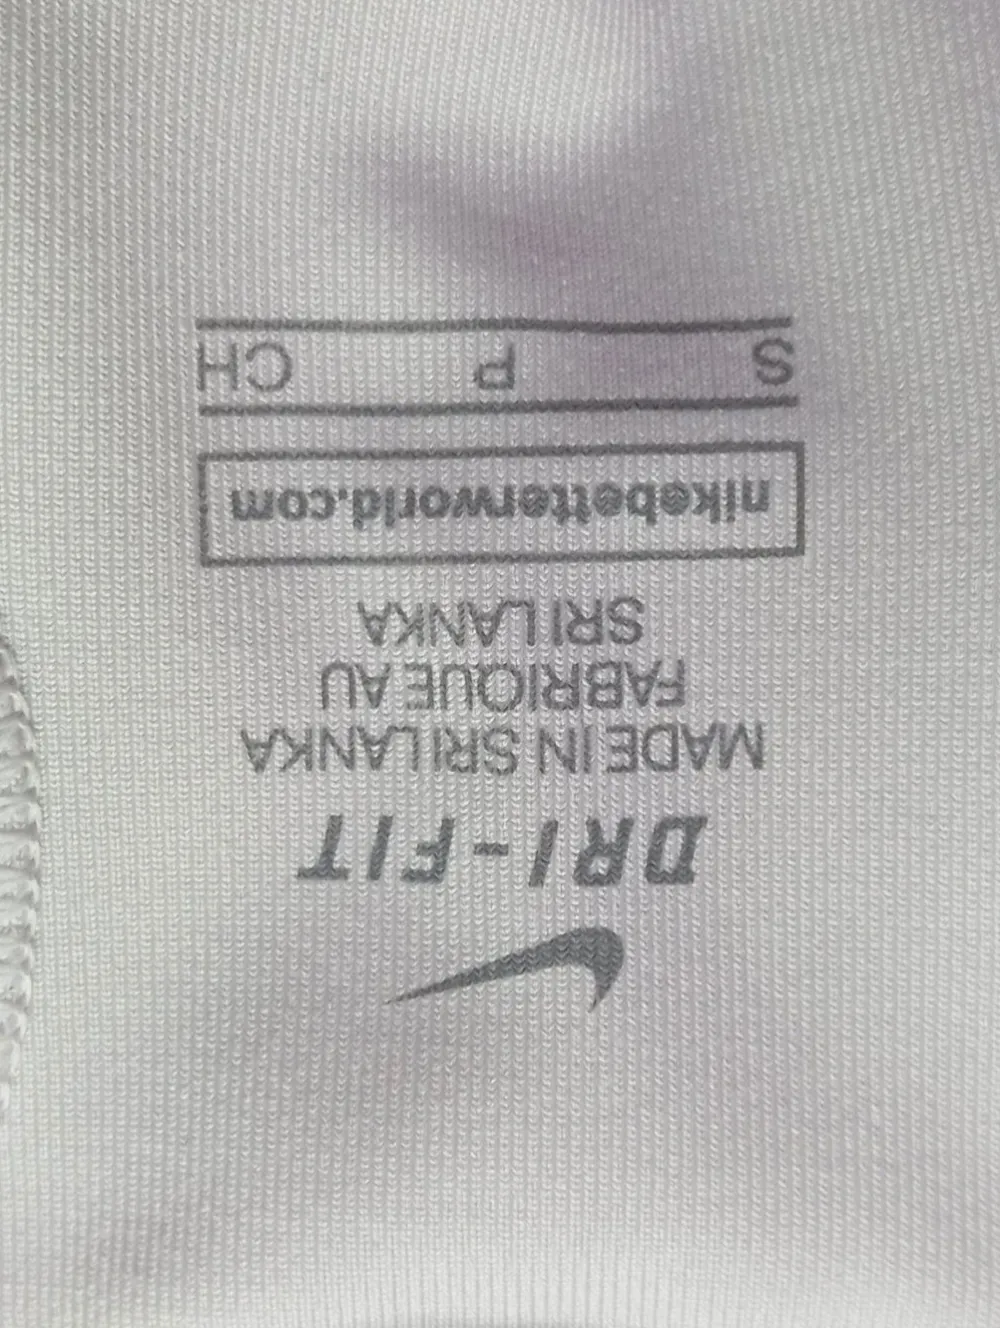 DRI-FIT
MADE IN SRI LANKA
FABRIQUE AU
SRI LANKA
nikebetterworld.com
S P CH